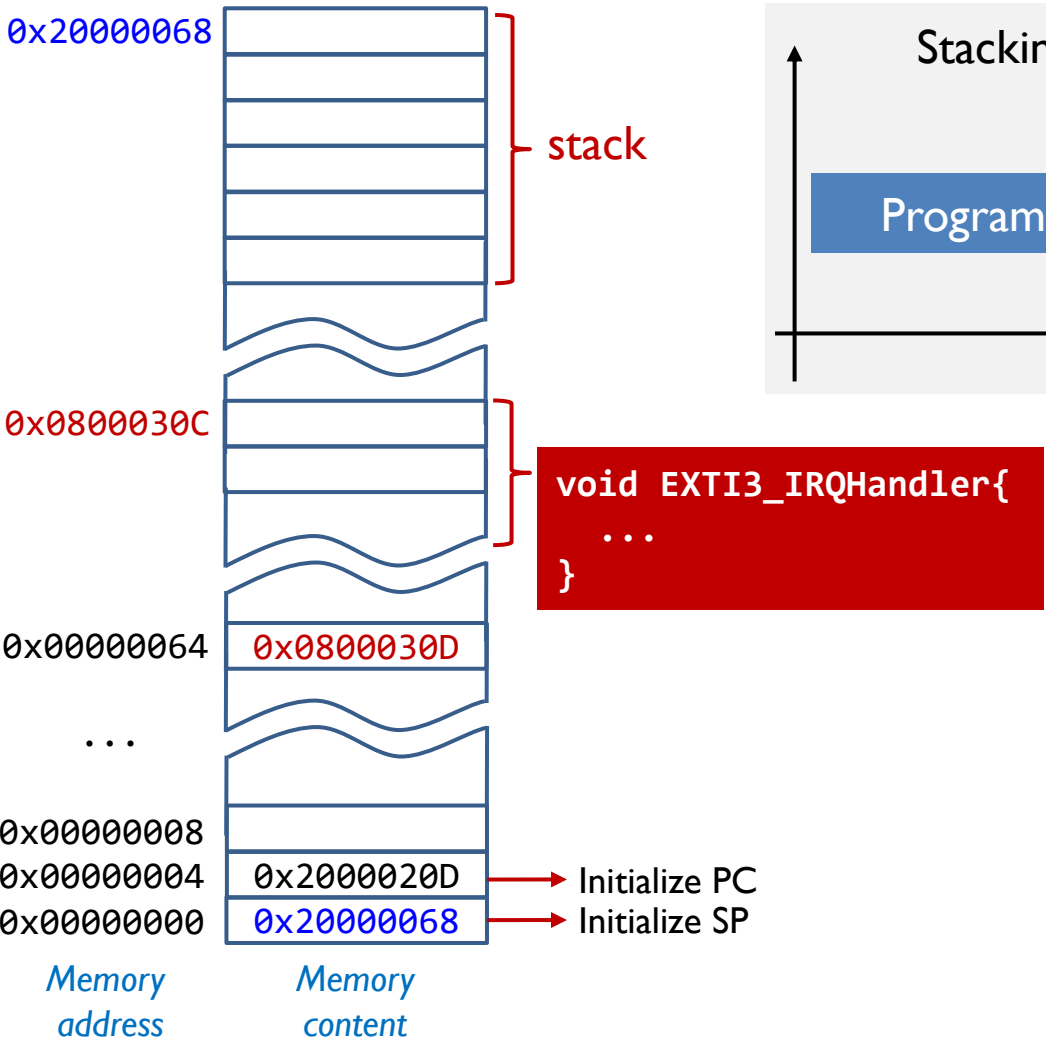 0x20000068
Stackin
stack
Program
0x0800030C
void EXTI3_IRQHandler{
...
}
0x00000064 0x0800030D
...
0x00000008
0x00000004 0x2000020D Initialize PC
0x00000000 0x20000068 Initialize SP
Memory Memory
address content